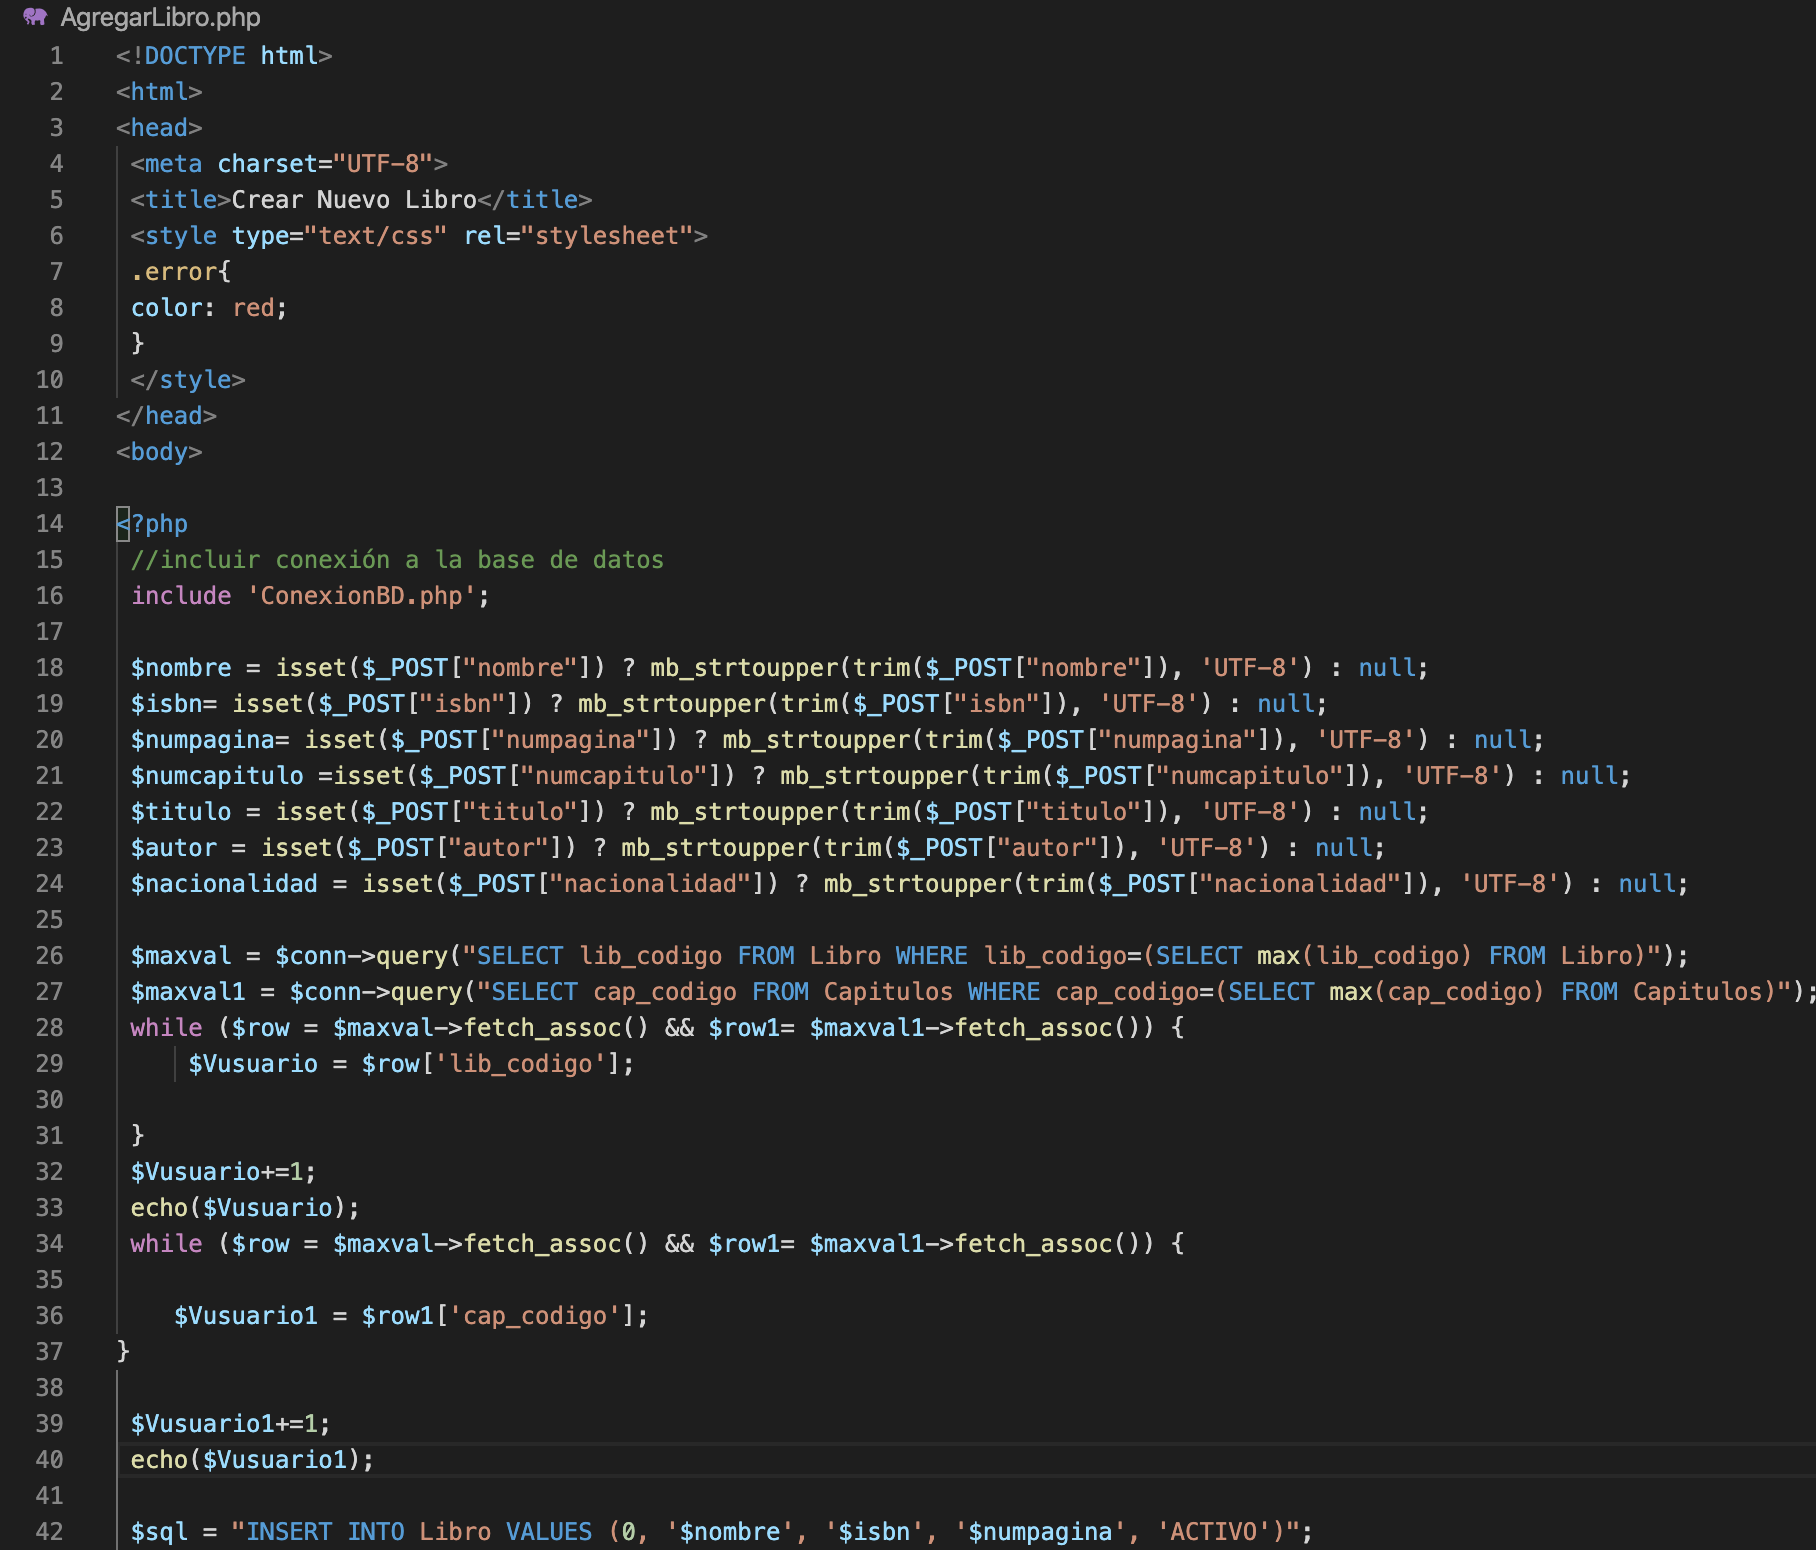 AgregarLibro.php
1 <!DOCTYPE html>
2 <html>
3 <head>
4 <meta charset="UTF-8">
5 <title>Crear Nuevo Libro</title>
6 <style type="text/css" rel="stylesheet">
7 .error{
8 color: red;
9 }
10 </style>
11 </head>
12 <body>
13
14 <?php
15 //incluir conexión a la base de datos
16 include 'ConexionBD.php';
17
18 $nombre = isset($_POST["nombre"]) ? mb_strtoupper(trim($_POST["nombre"]), 'UTF-8') : null;
19 $isbn= isset($_POST["isbn"]) ? mb_strtoupper(trim($_POST["isbn"]), 'UTF-8') : null;
20 $numpagina= isset($_POST["numpagina"]) ? mb_strtoupper(trim($_POST["numpagina"]), 'UTF-8') : null;
21 $numcapitulo =isset($_POST["numcapitulo"]) ? mb_strtoupper(trim($_POST["numcapitulo"]), 'UTF-8') : null;
22 $titulo = isset($_POST["titulo"]) ? mb_strtoupper(trim($_POST["titulo"]), 'UTF-8') : null;
23 $autor = isset($_POST["autor"]) ? mb_strtoupper(trim($_POST["autor"]), 'UTF-8') : null;
24 $nacionalidad = isset($_POST["nacionalidad"]) ? mb_strtoupper(trim($_POST["nacionalidad"]), 'UTF-8') : null;
25
26 $maxval = $conn->query("SELECT lib_codigo FROM Libro WHERE lib_codigo=(SELECT max(lib_codigo) FROM Libro)");
27 $maxval1 = $conn->query("SELECT cap_codigo FROM Capitulos WHERE cap_codigo=(SELECT max(cap_codigo) FROM Capitulos)");
28 while ($row = $maxval->fetch_assoc() && $row1= $maxval1->fetch_assoc()) {
29 $Vusuario = $row['lib_codigo'];
30
31 }
32 $Vusuario+=1;
33 echo($Vusuario);
34 while ($row = $maxval->fetch_assoc() && $row1= $maxval1->fetch_assoc()) {
35
36 $Vusuario1 = $row1['cap_codigo'];
37 }
38
39 $Vusuario1+=1;
40 echo($Vusuario1);
41
42 $sql = "INSERT INTO Libro VALUES (0, '$nombre', '$isbn', '$numpagina', 'ACTIVO')";